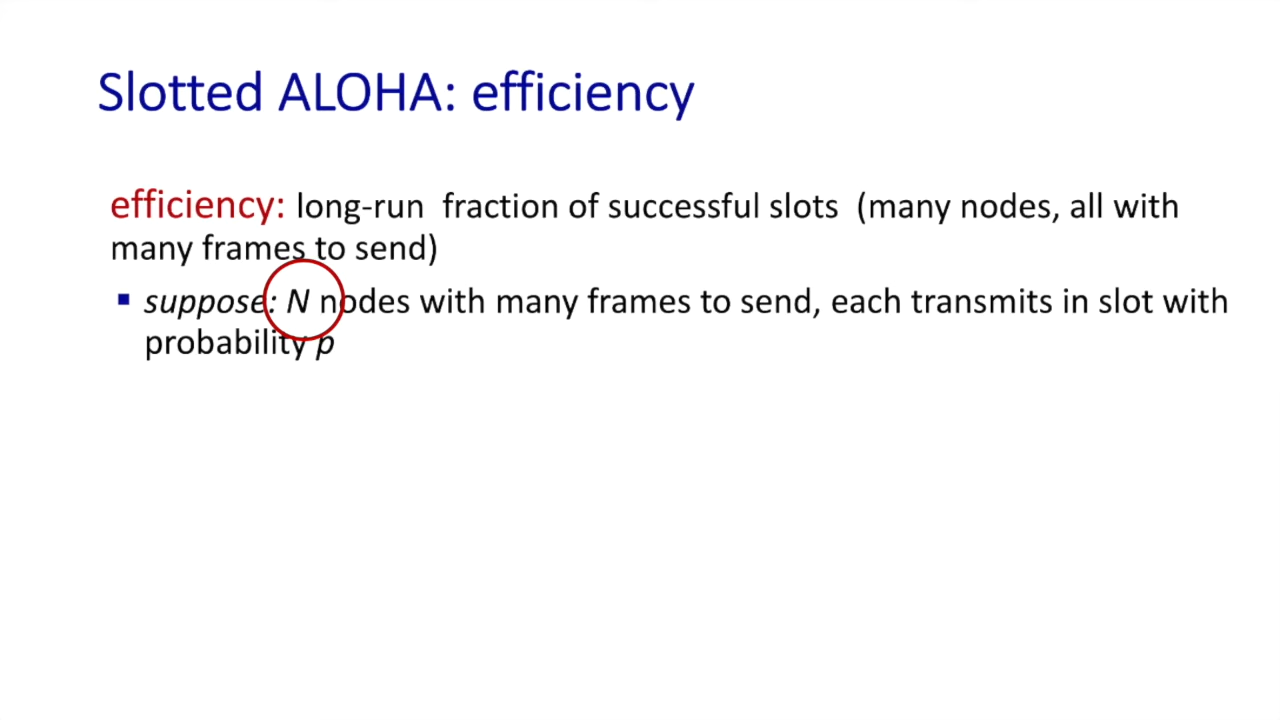 Slotted ALOHA: efficiency
efficiency: long-run fraction of successful slots (many nodes, all with
many frames to send)
▪ suppose: N nodes with many frames to send, each transmits in slot with
probability p